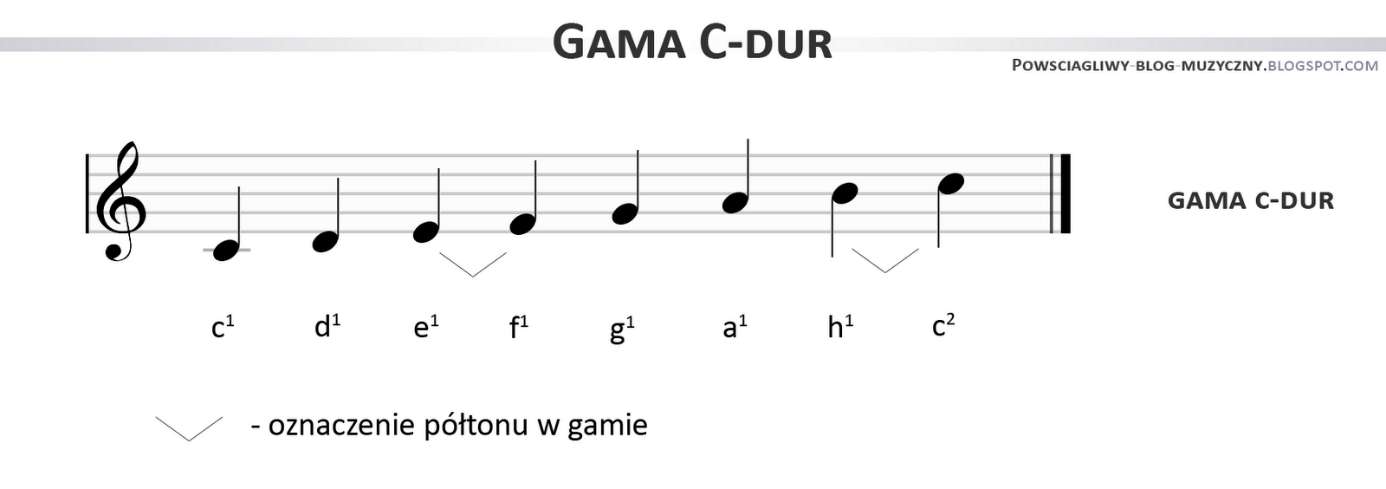 GAMA C-DUR
POWSCIAGLIWY-BLOG-MUZYCZNY.BLOGSPOT.COM
GAMA C-DUR
c¹ d¹ e¹ f¹ g¹ a¹ h¹ c²
- oznaczenie półtonu w gamie